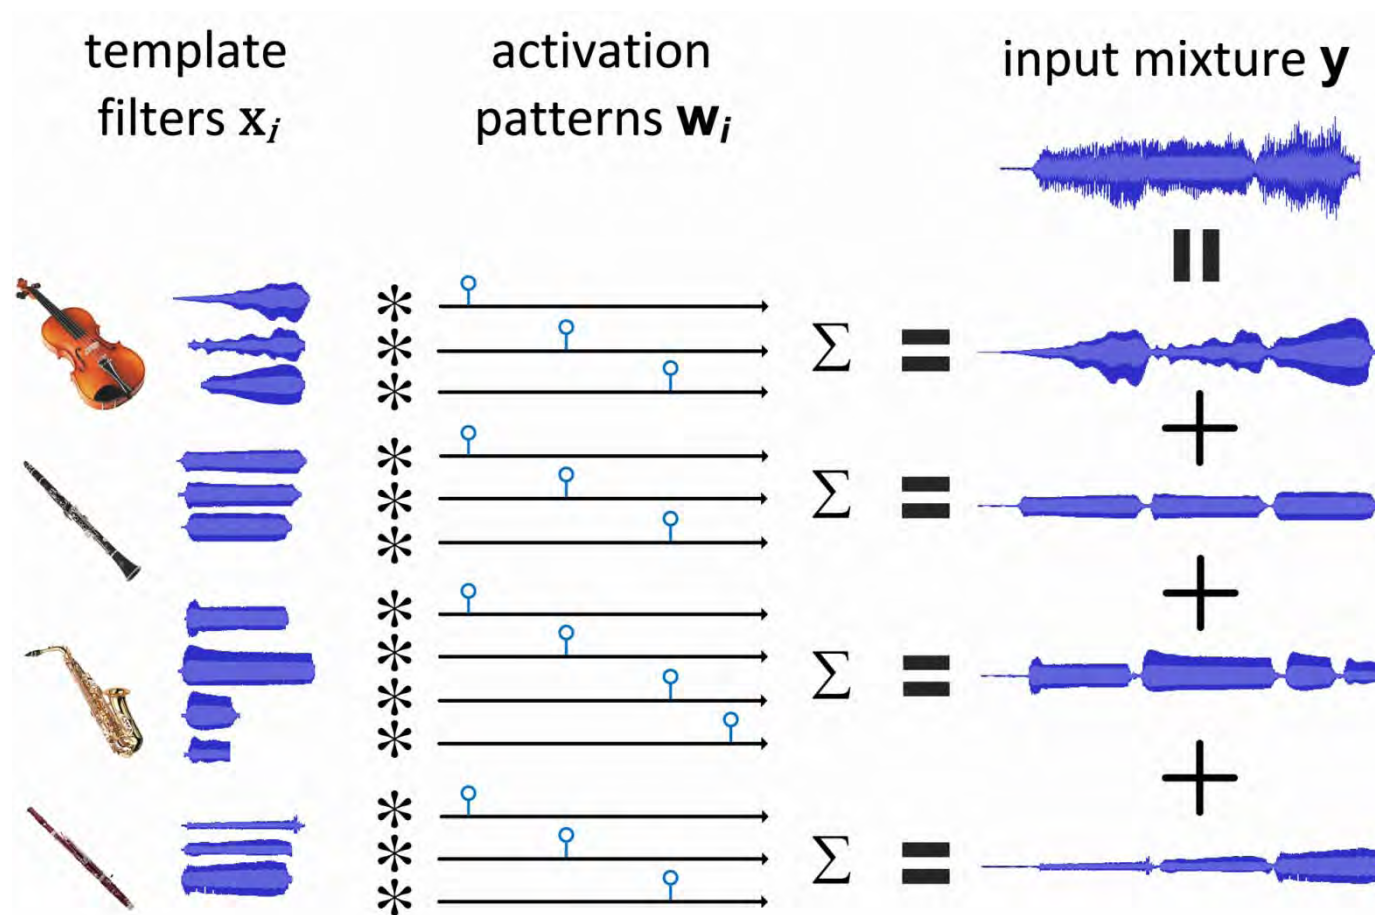 template
filters xᵢ
activation
patterns wᵢ
input mixture y
* Σ =
*
*
+
* Σ =
*
*
+
* Σ =
*
*
*
+
* Σ =
*
*